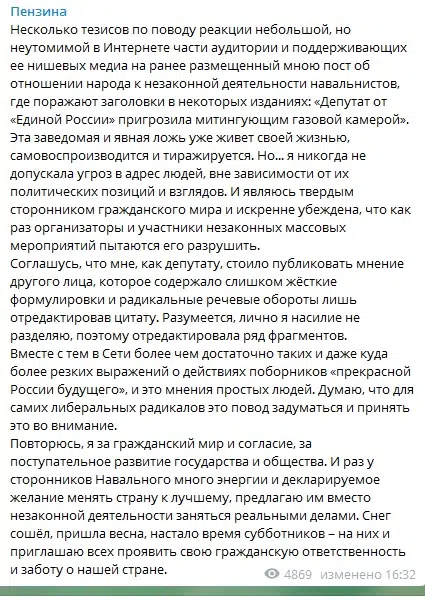 Пензина
Несколько тезисов по поводу реакции небольшой, но
неутомимой в Интернете части аудитории и поддерживающих
ее нишевых медиа на ранее размещенный мною пост об
отношении народа к незаконной деятельности навальнистов,
где поражают заголовки в некоторых изданиях: «Депутат от
«Единой России» пригрозила митингующим газовой камерой».
Эта заведомая и явная ложь уже живет своей жизнью,
самовоспроизводится и тиражируется. Но... я никогда не
допускала угроз в адрес людей, вне зависимости от их
политических позиций и взглядов. И являюсь твердым
сторонником гражданского мира и искренне убеждена, что как
раз организаторы и участники незаконных массовых
мероприятий пытаются его разрушить.
Соглашусь, что мне, как депутату, стоило публиковать мнение
другого лица, которое содержало слишком жёсткие
формулировки и радикальные речевые обороты лишь
отредактировав цитату. Разумеется, лично я насилие не
разделяю, поэтому отредактировала ряд фрагментов.
Вместе с тем в Сети более чем достаточно таких и даже куда
более резких выражений о действиях поборников «прекрасной
России будущего», и это мнения простых людей. Думаю, что для
самих либеральных радикалов это повод задуматься и принять
это во внимание.
Повторюсь, я за гражданский мир и согласие, за
поступательное развитие государства и общества. И раз у
сторонников Навального много энергии и декларируемое
желание менять страну к лучшему, предлагаю им вместо
незаконной деятельности заняться реальными делами. Снег
сошёл, пришла весна, настало время субботников – на них и
приглашаю всех проявить свою гражданскую ответственность
и заботу о нашей стране.
4869 изменено 16:32